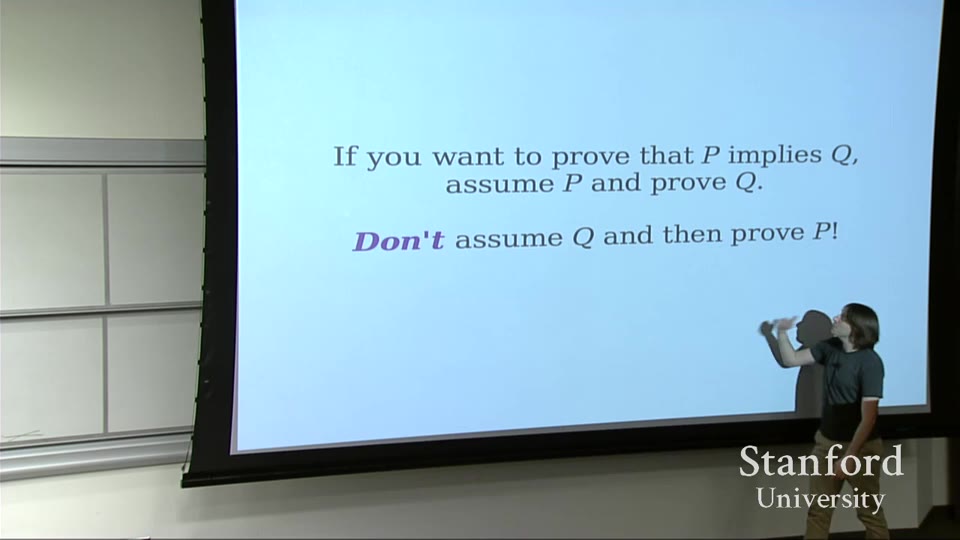 If you want to prove that P implies Q,
assume P and prove Q.
Don't assume Q and then prove P!
Stanford
University